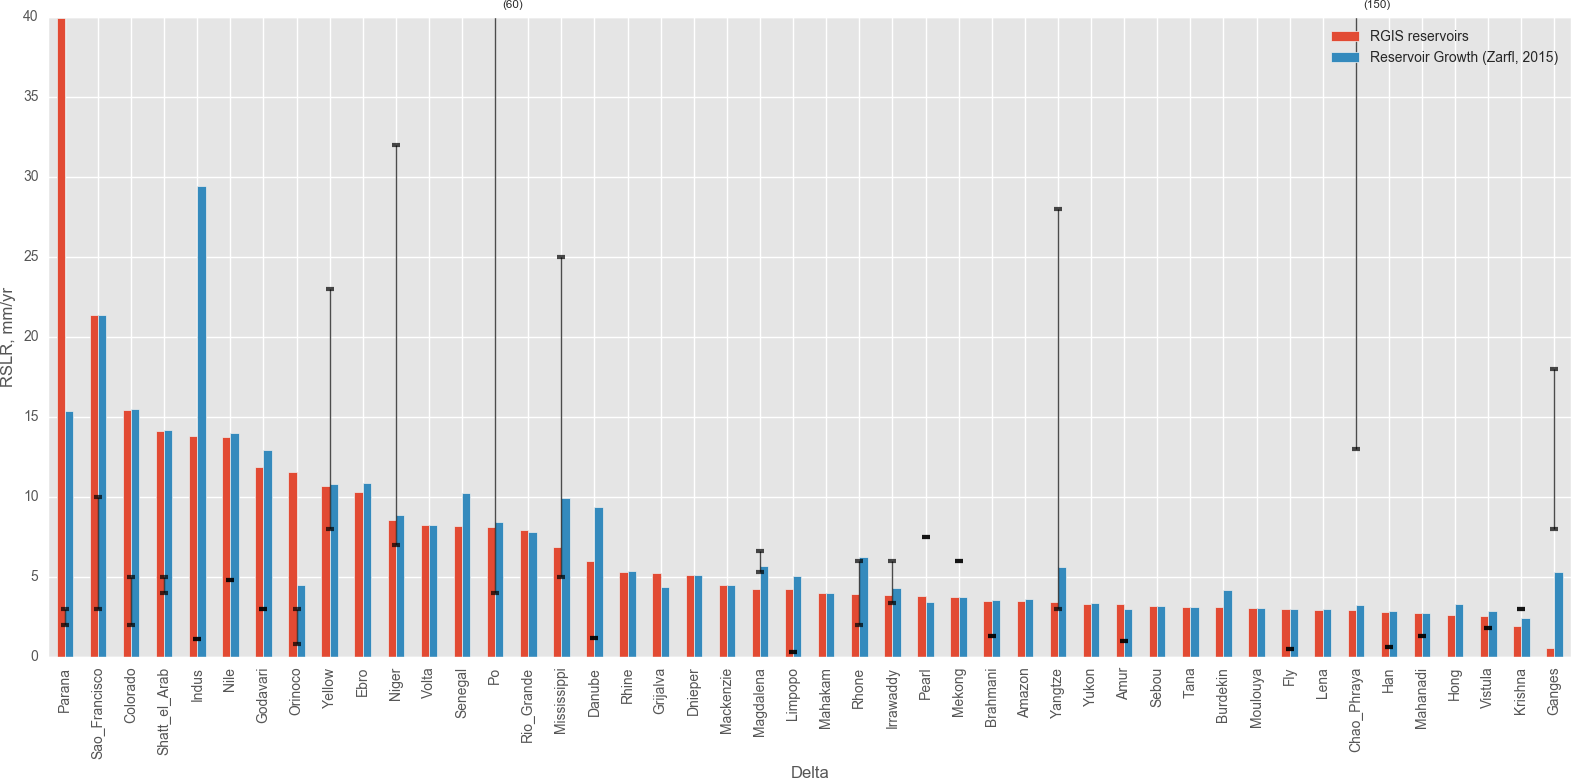 (60)
(150)
40
35
30
25
20
15
10
5
0
RSLR, mm/yr
RGIS reservoirs
Reservoir Growth (Zarfl, 2015)
Parana
Sao_Francisco
Colorado
Shatt_el_Arab
Indus
Nile
Godavari
Orinoco
Yellow
Ebro
Niger
Volta
Senegal
Po
Rio_Grande
Mississippi
Danube
Rhine
Grijalva
Dnieper
Mackenzie
Magdalena
Limpopo
Mahakam
Rhone
Irrawaddy
Pearl
Mekong
Brahmani
Amazon
Yangtze
Yukon
Amur
Sebou
Tana
Burdekin
Moulouya
Fly
Lena
Chao_Phraya
Han
Mahanadi
Hong
Vistula
Krishna
Ganges
Delta